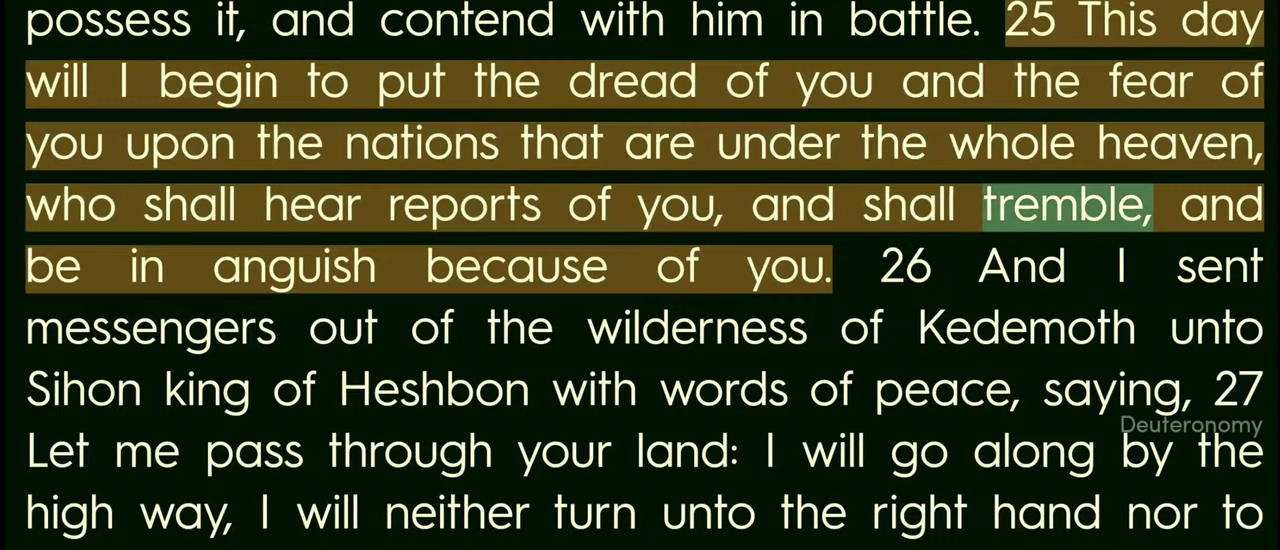 possess it, and contend with him in battle. 25 This day
will I begin to put the dread of you and the fear of
you upon the nations that are under the whole heaven,
who shall hear reports of you, and shall tremble, and
be in anguish because of you. 26 And I sent
messengers out of the wilderness of Kedemoth unto
Sihon king of Heshbon with words of peace, saying, 27
Deuteronomy
Let me pass through your land: I will go along by the
high way, I will neither turn unto the right hand nor to